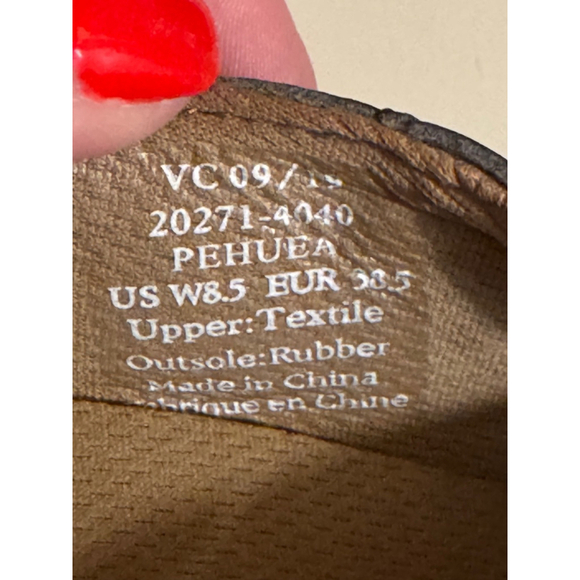 VC 09/
20271-4040
PEHUEA
US W8.5 EUR 38.5
Upper:Textile
Outsole:Rubber
Made in China
en Chine